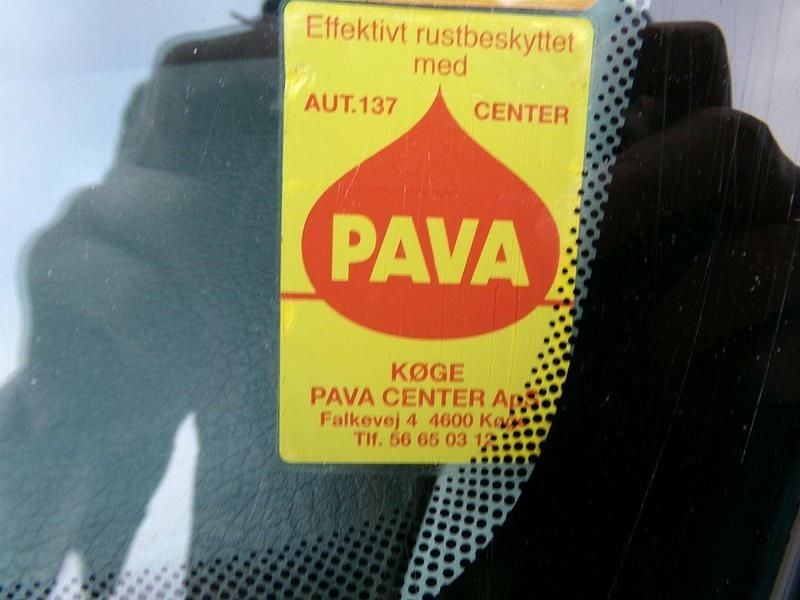 Effektivt rustbeskyttet
med
AUT.137 CENTER
PAVA
KØGE
PAVA CENTER ApS
Falkevej 4 4600 Køge
Tlf. 56 65 03 12